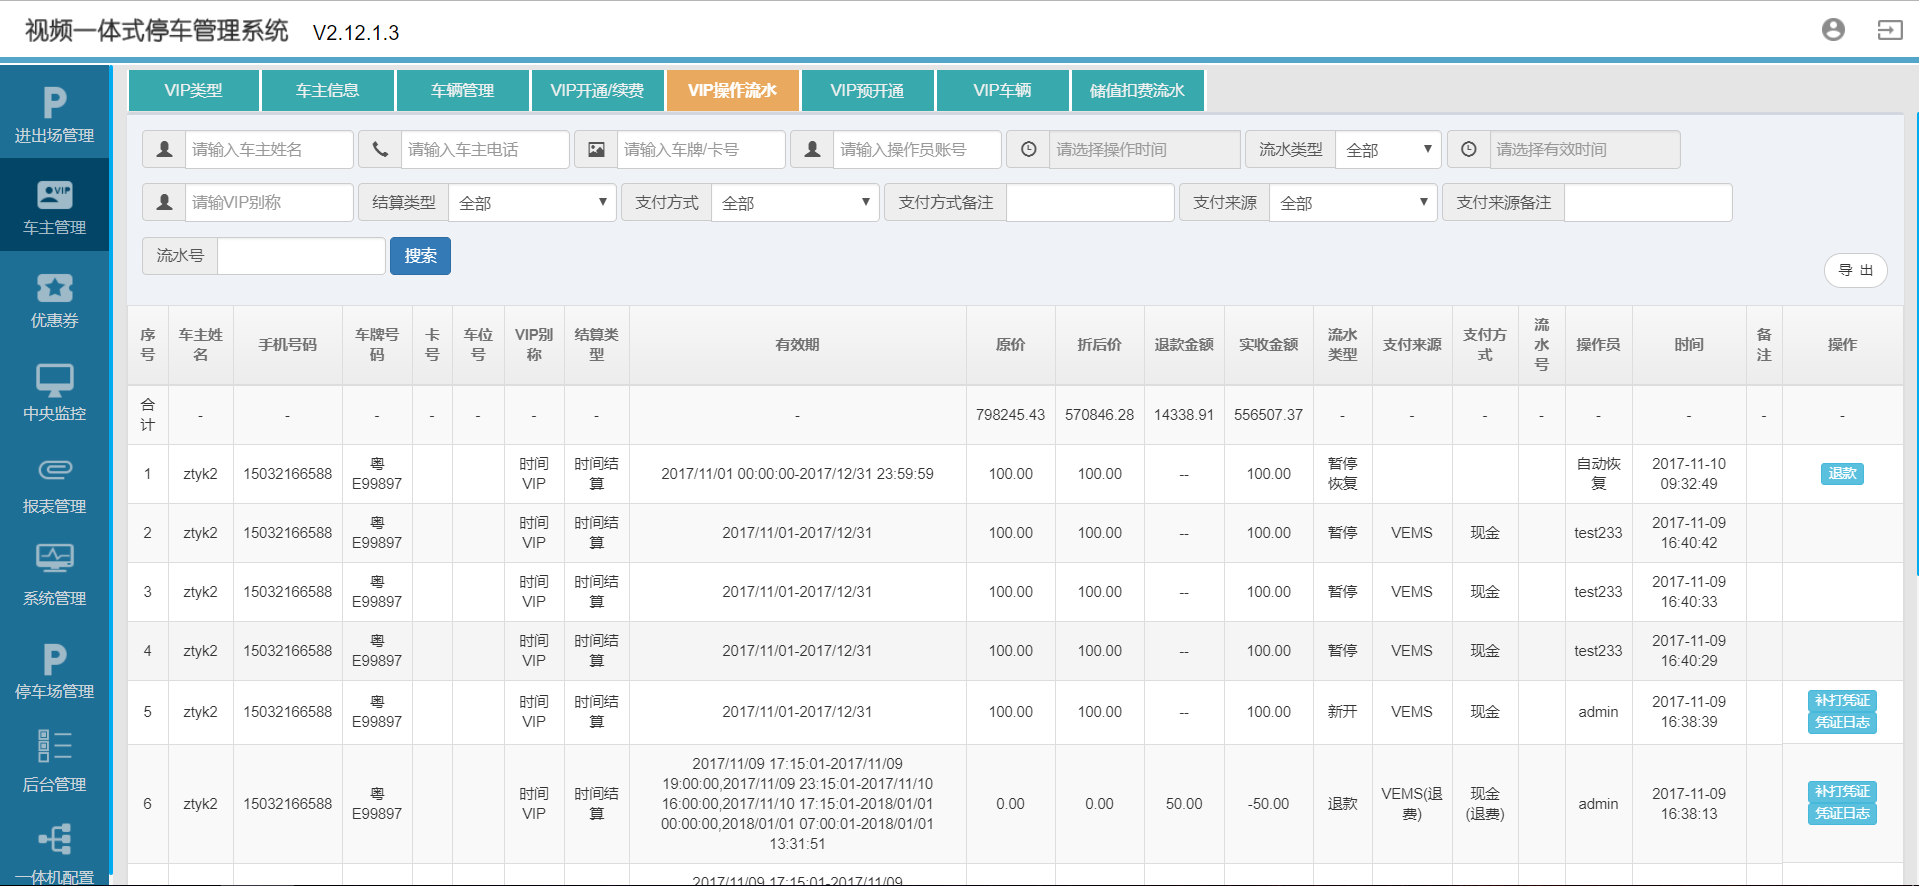 视频一体式停车管理系统 V2.12.1.3
进出场管理
车主管理
优惠券
中央监控
报表管理
系统管理
停车场管理
后台管理
一体机配置
VIP类型 车主信息 车辆管理 VIP开通/续费 VIP操作流水 VIP预开通 VIP车辆 储值扣费流水
请输入车主姓名 请输入车主电话 请输入车牌/卡号 请输入操作员账号 请选择操作时间 流水类型 全部 请选择有效时间
请输VIP别称 结算类型 全部 支付方式 全部 支付方式备注 支付来源 全部 支付来源备注
流水号 搜索
导 出
序号 车主姓名 手机号码 车牌号码 卡号 车位号 VIP别称 结算类型 有效期 原价 折后价 退款金额 实收金额 流水类型 支付来源 支付方式 流水号 操作员 时间 备注 操作
合计 - - - - - - - - 798245.43 570846.28 14338.91 556507.37 - - - - - - - -
1 ztyk2 15032166588 粤E99897 时间VIP 时间结算 2017/11/01 00:00:00-2017/12/31 23:59:59 100.00 100.00 -- 100.00 暂停恢复 自动恢复 2017-11-10 09:32:49 退款
2 ztyk2 15032166588 粤E99897 时间VIP 时间结算 2017/11/01-2017/12/31 100.00 100.00 -- 100.00 暂停 VEMS 现金 test233 2017-11-09 16:40:42
3 ztyk2 15032166588 粤E99897 时间VIP 时间结算 2017/11/01-2017/12/31 100.00 100.00 -- 100.00 暂停 VEMS 现金 test233 2017-11-09 16:40:33
4 ztyk2 15032166588 粤E99897 时间VIP 时间结算 2017/11/01-2017/12/31 100.00 100.00 -- 100.00 暂停 VEMS 现金 test233 2017-11-09 16:40:29
5 ztyk2 15032166588 粤E99897 时间VIP 时间结算 2017/11/01-2017/12/31 100.00 100.00 -- 100.00 新开 VEMS 现金 admin 2017-11-09 16:38:39 补打凭证 凭证日志
6 ztyk2 15032166588 粤E99897 时间VIP 时间结算 2017/11/09 17:15:01-2017/11/09 19:00:00,2017/11/09 23:15:01-2017/11/10 16:00:00,2017/11/10 17:15:01-2018/01/01 00:00:00,2018/01/01 07:00:01-2018/01/01 13:31:51 0.00 0.00 50.00 -50.00 退款 VEMS(退费) 现金(退费) admin 2017-11-09 16:38:13 补打凭证 凭证日志
2017/11/09 17:15:01-2017/11/09